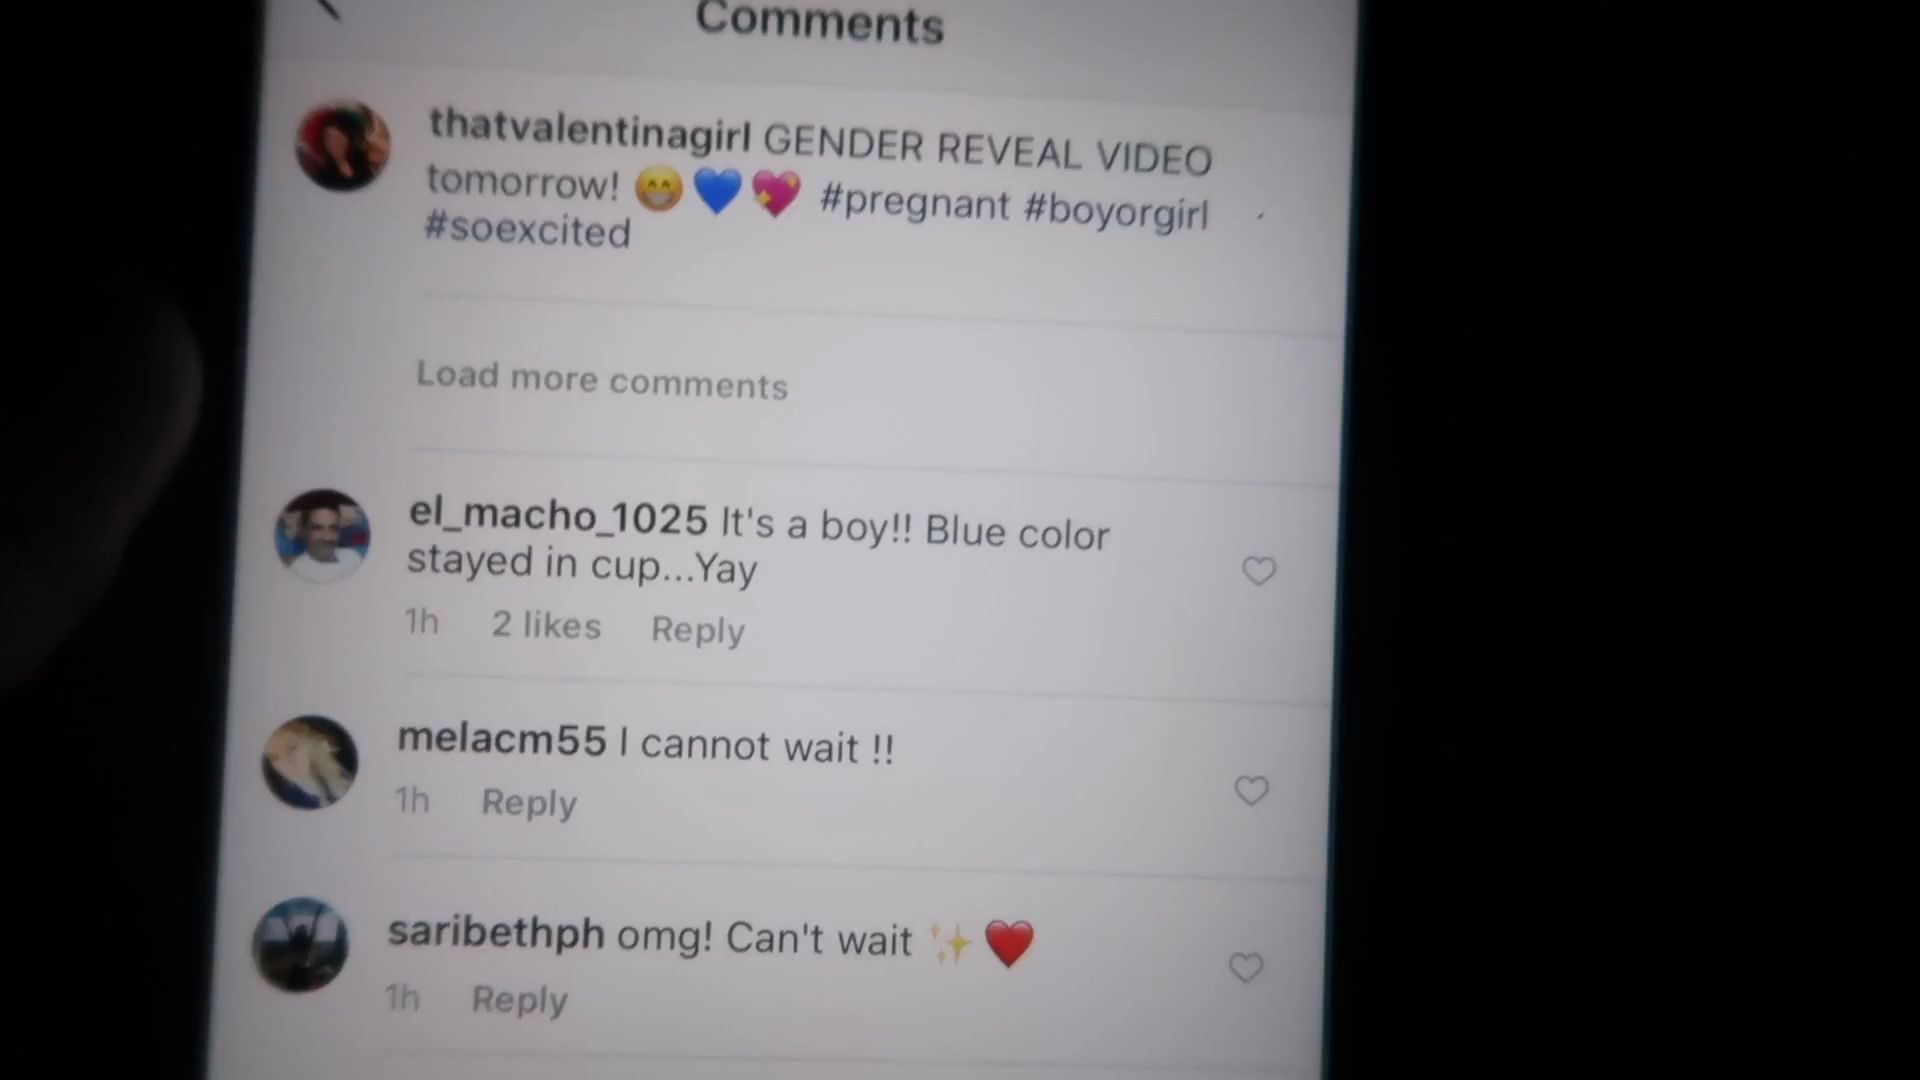 Comments
thatvalentinagirl GENDER REVEAL VIDEO
tomorrow! 😁💙💖 #pregnant #boyorgirl
#soexcited
Load more comments
el_macho_1025 It's a boy!! Blue color
stayed in cup...Yay
1h 2 likes Reply
melacm55 I cannot wait !!
1h Reply
saribethph omg! Can't wait ✨❤️
1h Reply